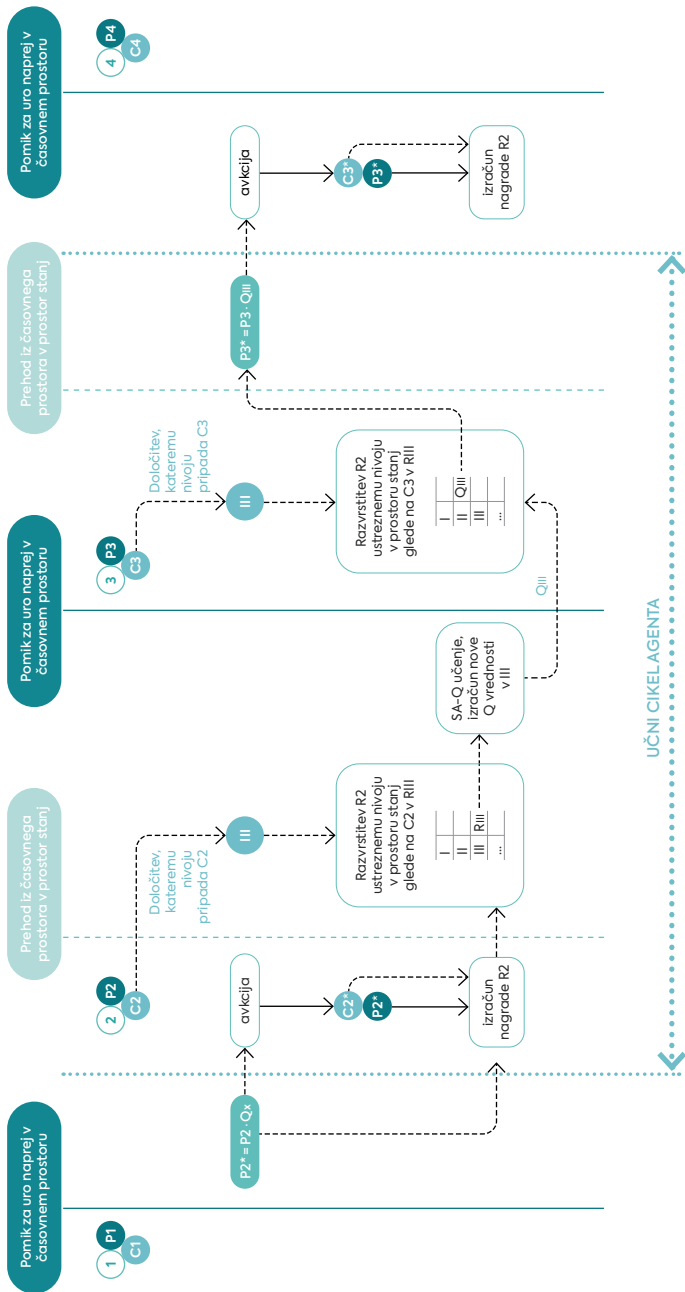 Pomik za uro naprej v
časovnem prostoru
1
P1
C1
P2* = P2 · Qx
Prehod iz časovnega
prostora v prostor stanj
2
P2
C2
Določitev,
kateremu
nivoju
pripada C2
III
avkcija
C2*
P2*
izračun
nagrade R2
Razvrstitev R2
ustreznemu nivoju
v prostoru stanj
glede na C2 v RIII
I
II
III RIII
...
SA-Q učenje,
izračun nove
Q vrednosti
v III
QIII
Pomik za uro naprej v
časovnem prostoru
3
P3
C3
Določitev,
kateremu
nivoju
pripada C3
III
Razvrstitev R2
ustreznemu nivoju
v prostoru stanj
glede na C3 v RIII
I
II QIII
III
...
Prehod iz časovnega
prostora v prostor stanj
P3* = P3 · QIII
avkcija
C3*
P3*
izračun
nagrade R2
Pomik za uro naprej v
časovnem prostoru
4
P4
C4
UČNI CIKEL AGENTA